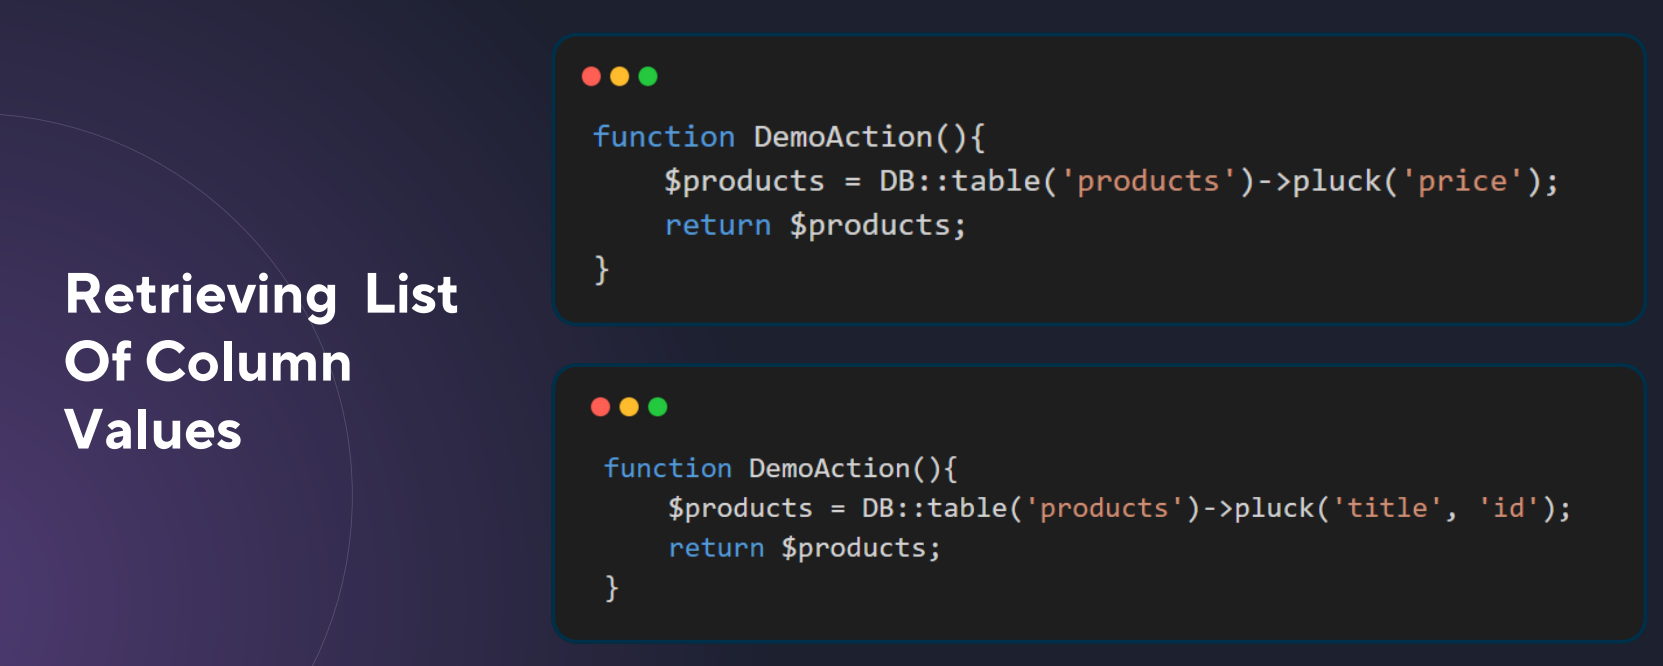 Retrieving  List
Of Column
Values
function DemoAction(){
    $products = DB::table('products')->pluck('price');
    return $products;
}
function DemoAction(){
    $products = DB::table('products')->pluck('title', 'id');
    return $products;
}